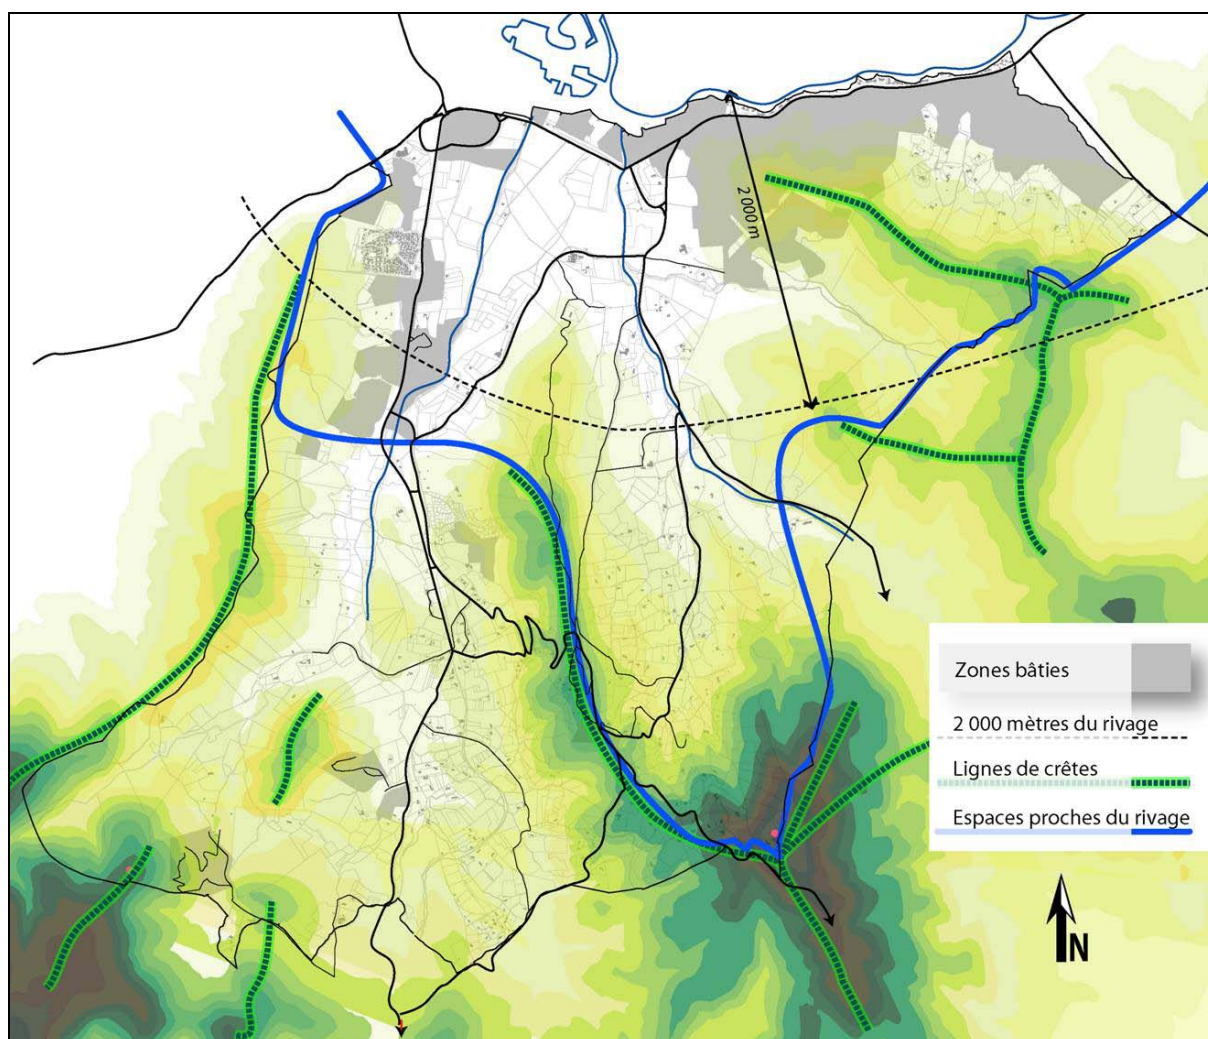 2 000 m
Zones bâties
2 000 mètres du rivage
Lignes de crêtes
Espaces proches du rivage
N